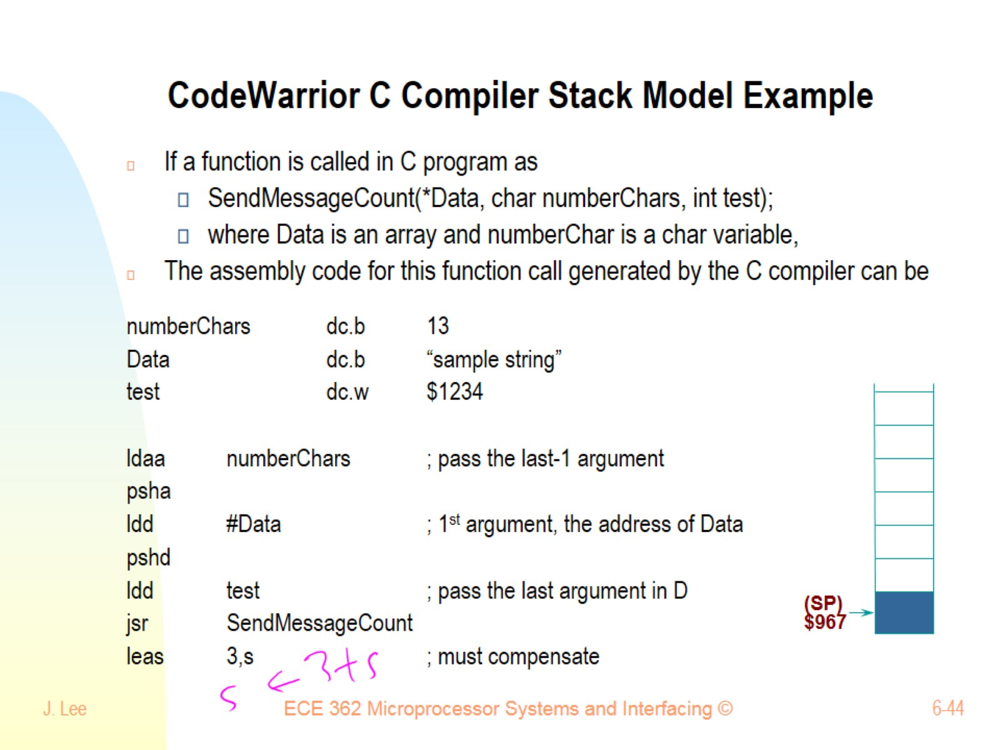 CodeWarrior C Compiler Stack Model Example
If a function is called in C program as
SendMessageCount(*Data, char numberChars, int test);
where Data is an array and numberChar is a char variable,
The assembly code for this function call generated by the C compiler can be
numberChars dc.b 13
Data dc.b “sample string”
test dc.w $1234
ldaa numberChars ; pass the last-1 argument
psha
ldd #Data ; 1st argument, the address of Data
pshd
ldd test ; pass the last argument in D
jsr SendMessageCount
leas 3,s ; must compensate
s ← 3+s
(SP)
$967
J. Lee ECE 362 Microprocessor Systems and Interfacing © 6-44